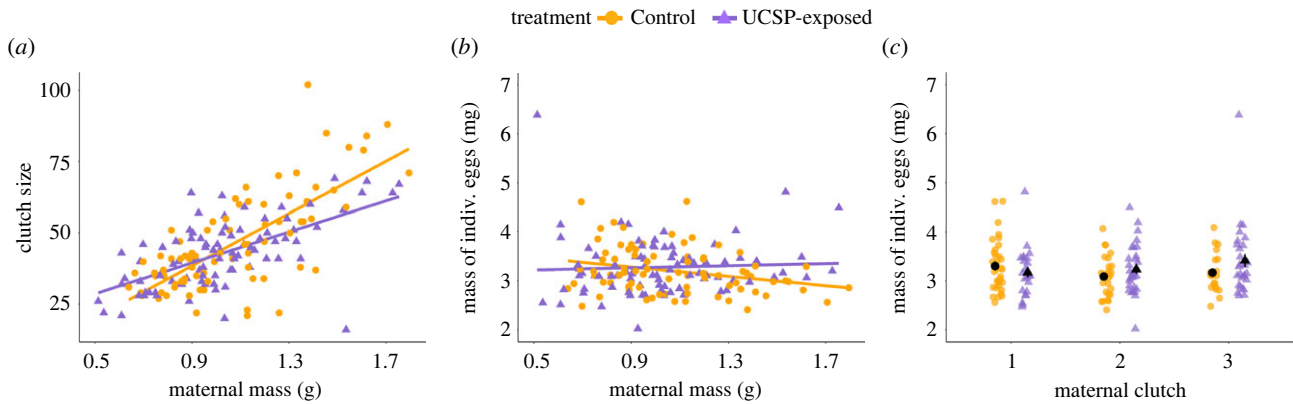 treatment Control UCSP-exposed
(a)
100
75
50
25
clutch size
0.5 0.9 1.3 1.7
maternal mass (g)
(b)
7
6
5
4
3
2
mass of indiv. eggs (mg)
0.5 0.9 1.3 1.7
maternal mass (g)
(c)
7
6
5
4
3
2
mass of indiv. eggs (mg)
1 2 3
maternal clutch